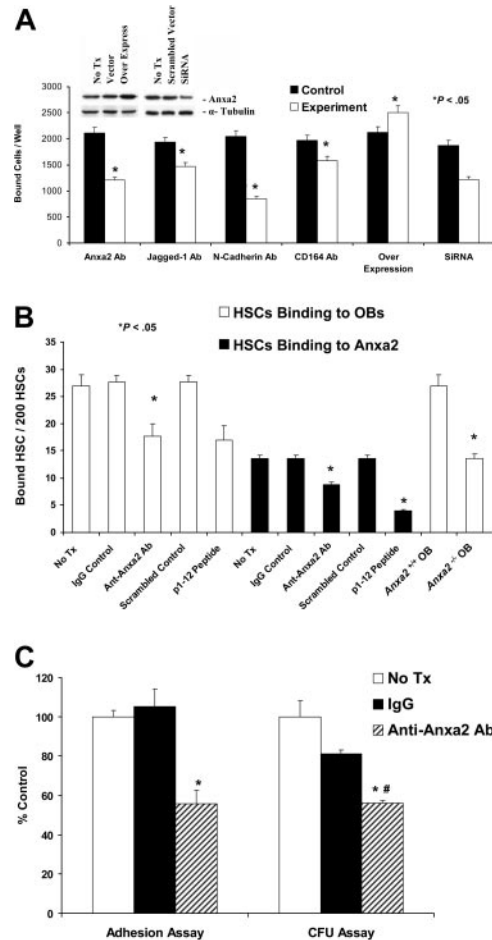 A
No Tx
Vector
Over Express
No Tx
Scrambled Vector
SiRNA
- Anxa2
- α- Tubulin
Control
Experiment
*P < .05
Bound Cells / Well
3000
2500
2000
1500
1000
500
0
* * * * *
Anxa2 Ab
Jagged-1 Ab
N-Cadherin Ab
CD164 Ab
Over
Expression
SiRNA
B
*P < .05
HSCs Binding to OBs
HSCs Binding to Anxa2
Bound HSC / 200 HSCs
35
30
25
20
15
10
5
0
* * * *
No Tx
IgG Control
Ant-Anxa2 Ab
Scrambled Control
p1-12 Peptide
No Tx
IgG Control
Ant-Anxa2 Ab
Scrambled Control
p1-12 Peptide
Anxa2 +/+ OB
Anxa2 -/- OB
C
No Tx
IgG
Anti-Anxa2 Ab
% Control
120
100
80
60
40
20
0
*
* #
Adhesion Assay
CFU Assay